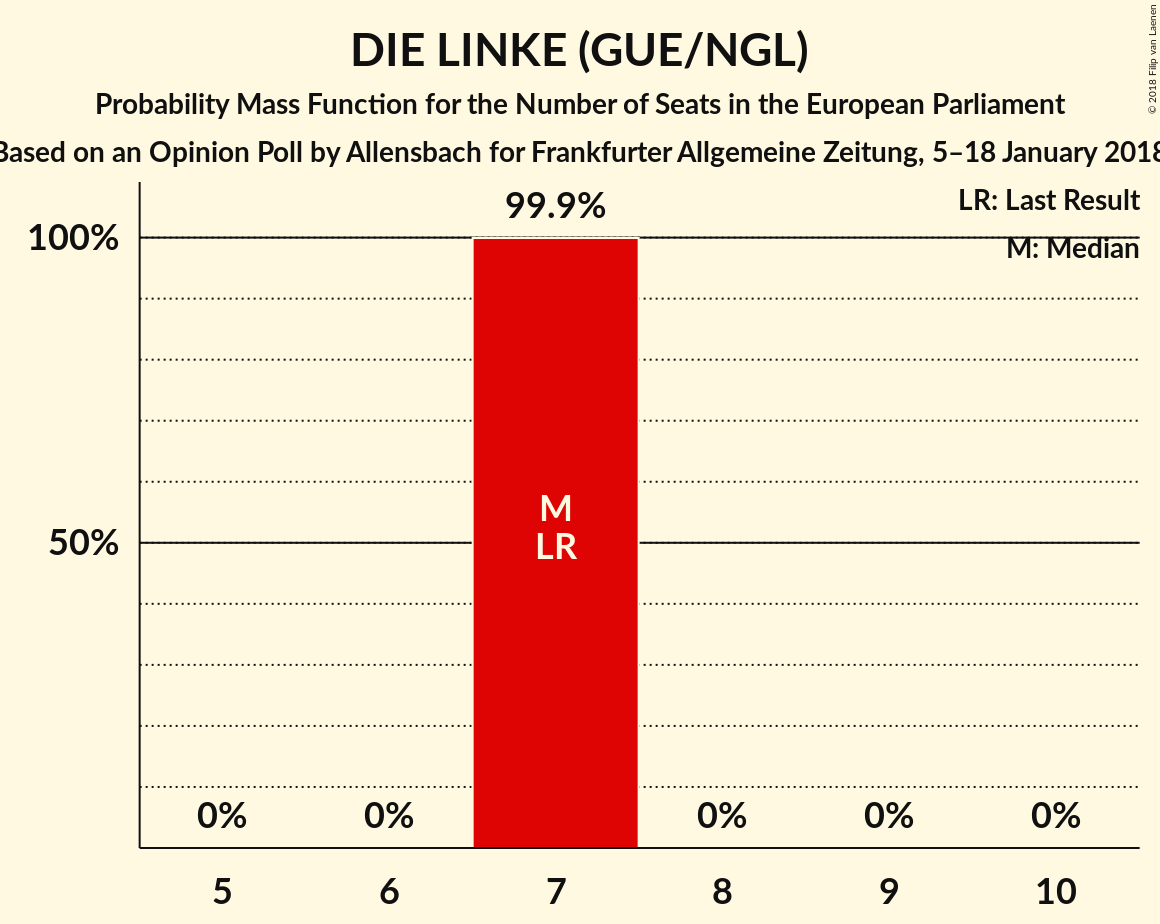 DIE LINKE (GUE/NGL)
Probability Mass Function for the Number of Seats in the European Parliament
Based on an Opinion Poll by Allensbach for Frankfurter Allgemeine Zeitung, 5–18 January 2018
© 2018 Filip van Laenen
LR: Last Result
M: Median
99.9%
100%
50%
M
LR
0% 0% 0% 0% 0%
5 6 7 8 9 10